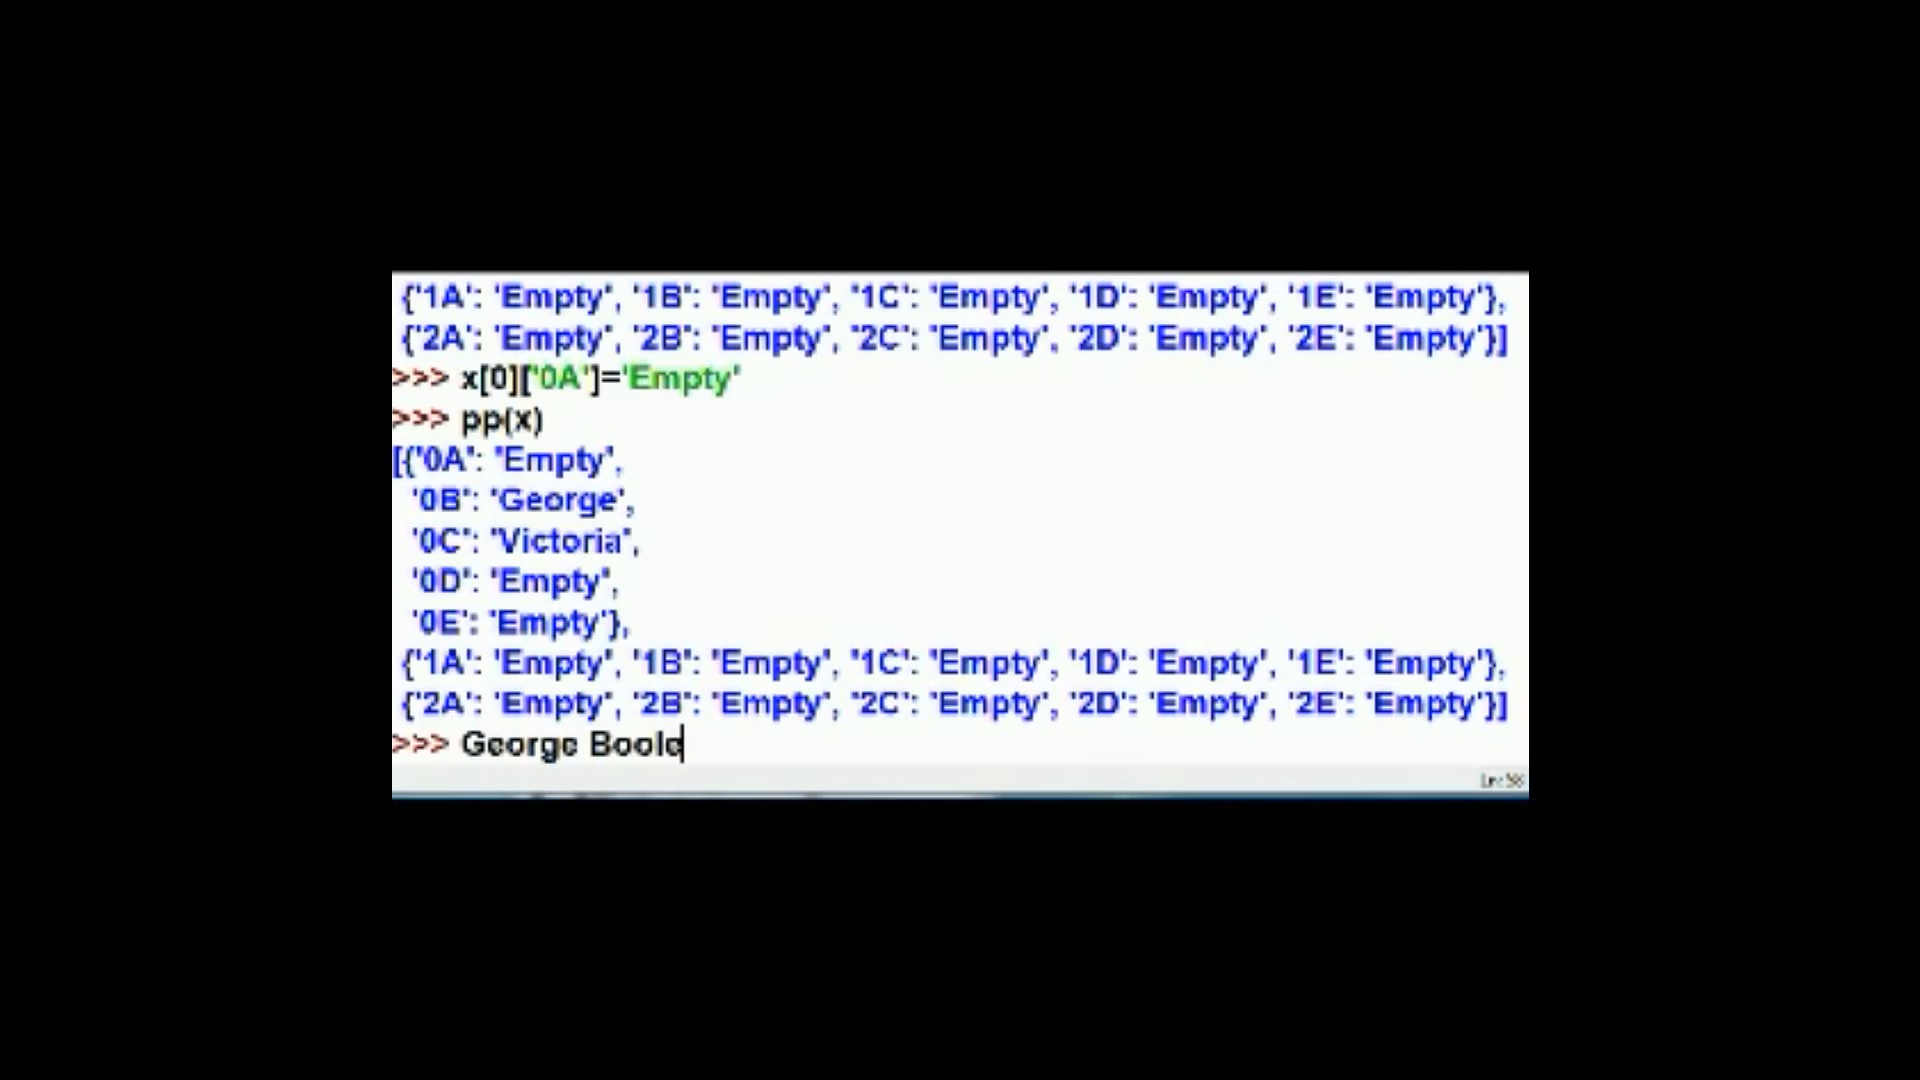 {'1A': 'Empty', '1B': 'Empty', '1C': 'Empty', '1D': 'Empty', '1E': 'Empty'},
{'2A': 'Empty', '2B': 'Empty', '2C': 'Empty', '2D': 'Empty', '2E': 'Empty'}]
>>> x[0]['0A']='Empty'
>>> pp(x)
[{'0A': 'Empty',
'0B': 'George',
'0C': 'Victoria',
'0D': 'Empty',
'0E': 'Empty'},
{'1A': 'Empty', '1B': 'Empty', '1C': 'Empty', '1D': 'Empty', '1E': 'Empty'},
{'2A': 'Empty', '2B': 'Empty', '2C': 'Empty', '2D': 'Empty', '2E': 'Empty'}]
>>> George Boole
Ln: 58